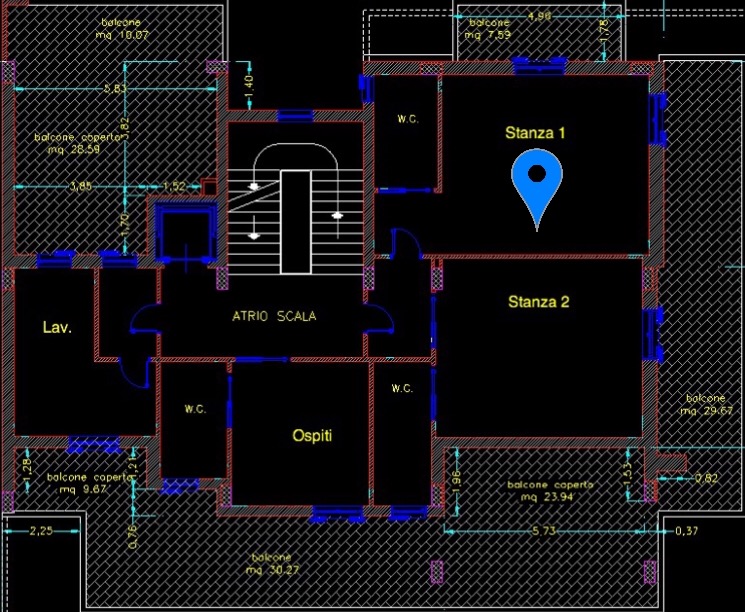 balcone
mq 10.07
4,98
balcone
mq 7.59
1,78
1,40
5,83
3,82
W.C.
Stanza 1
balcone coperto
mq 28.59
3,85
1,52
1,70
Stanza 2
ATRIO SCALA
Lav.
W.C.
W.C.
balcone
mq 29.67
Ospiti
1,28
1,21
balcone coperto
mq 9.67
1,96
balcone coperto
mq 23.94
1,53
0,82
2,25
0,76
5,73
0,37
balcone
mq 30.27